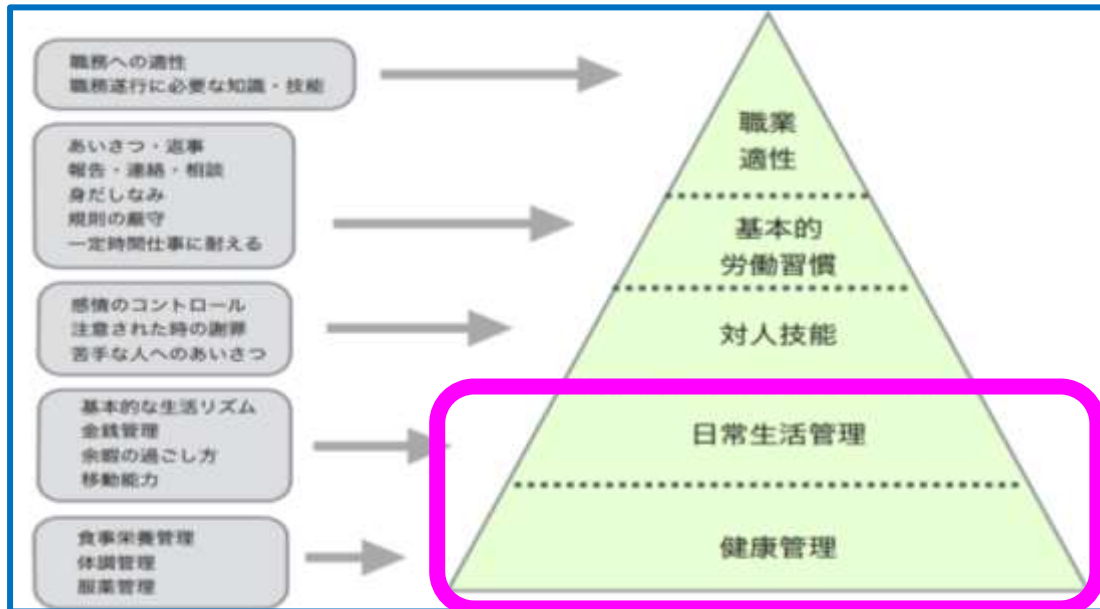 職務への適性
職務遂行に必要な知識・技能
あいさつ・返事
報告・連絡・相談
身だしなみ
規則の厳守
一定時間仕事に耐える
感情のコントロール
注意された時の謝罪
苦手な人へのあいさつ
基本的な生活リズム
金銭管理
余暇の過ごし方
移動能力
食事栄養管理
体調管理
服薬管理
職業
適性
基本的
労働習慣
対人技能
日常生活管理
健康管理